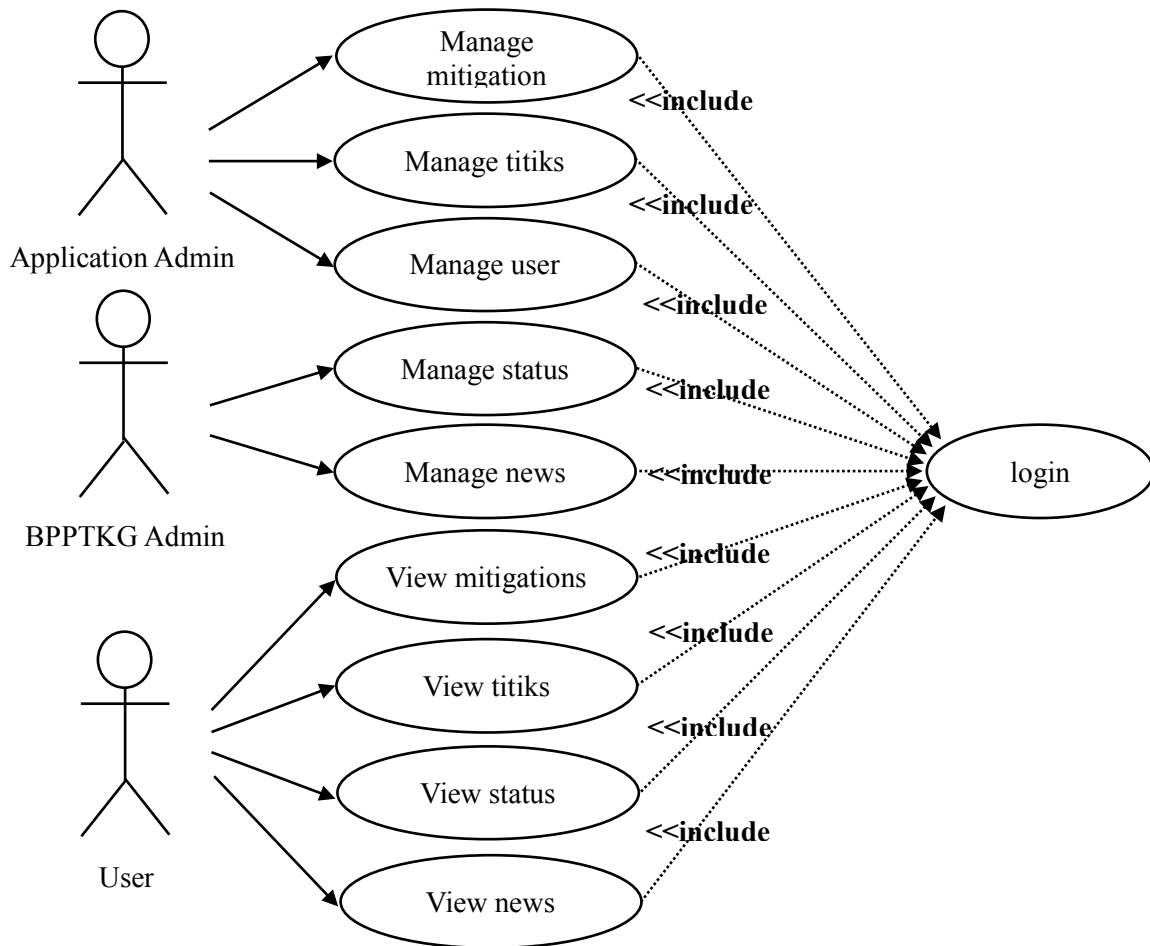 Manage
mitigation
<<include
Manage titiks
<<include
Application Admin
Manage user
<<include
Manage status
<<include
Manage news
<<include
login
BPPTKG Admin
View mitigations
<<include
<<include
View titiks
<<include
View status
<<include
User
View news